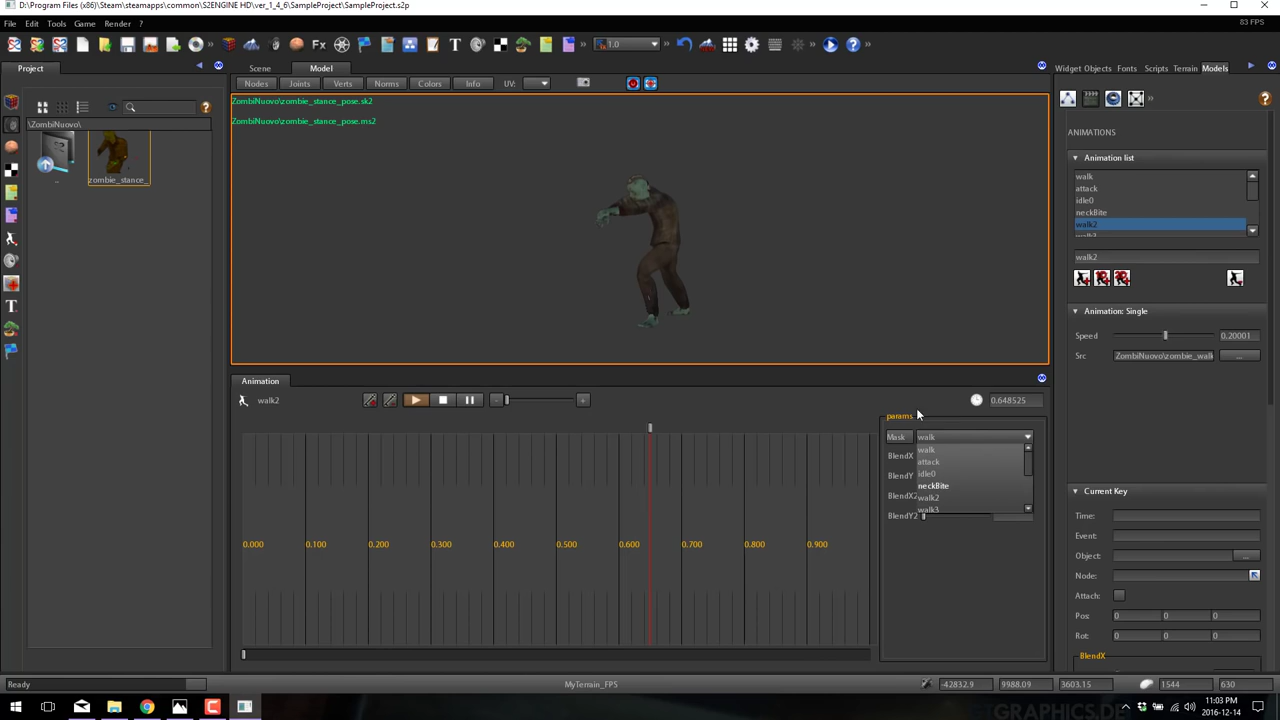 D:\Program Files (x86)\Steam\steamapps\common\S2ENGINE HD\ver_1_4_6\SampleProject\SampleProject.s2p
File Edit Tools Game Render ?
83 FPS
1.0
Project
Scene Model
Widget Objects Fonts Scripts Terrain Models
Nodes Joints Verts Norms Colors Info UV:
\ZombiNuovo\
..
zombie_stance_
ZombiNuovo\zombie_stance_pose.sk2
ZombiNuovo\zombie_stance_pose.ms2
ANIMATIONS
Animation list
walk
attack
idle0
neckBite
walk2
walk3
walk2
Animation: Single
Speed 0.20001
Src ZombiNuovo\zombie_walk ...
Animation
walk2
- +
0.648525
params
Mask walk
walk
attack
idle0
neckBite
walk2
walk3
BlendX
BlendY
BlendX2
BlendY2
0.000 0.100 0.200 0.300 0.400 0.500 0.600 0.700 0.800 0.900
Current Key
Time:
Event:
Object: ...
Node:
Attach:
Pos: 0 0 0
Rot: 0 0 0
BlendX
Ready
MyTerrain_FPS
42832.9 9988.09 3603.15 1544 630
11:03 PM
2016-12-14